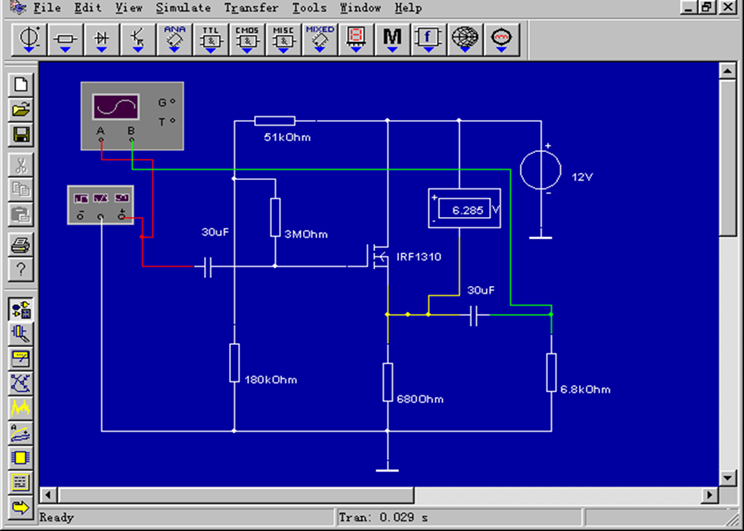 File Edit View Simulate Transfer Tools Window Help
ANA TTL CMOS MISC MIXED M f
G
T
A B
51kOhm
12V
6.285 V
30uF
3MOhm
IRF1310
30uF
180kOhm
680Ohm
6.8kOhm
Ready Tran: 0.029 s